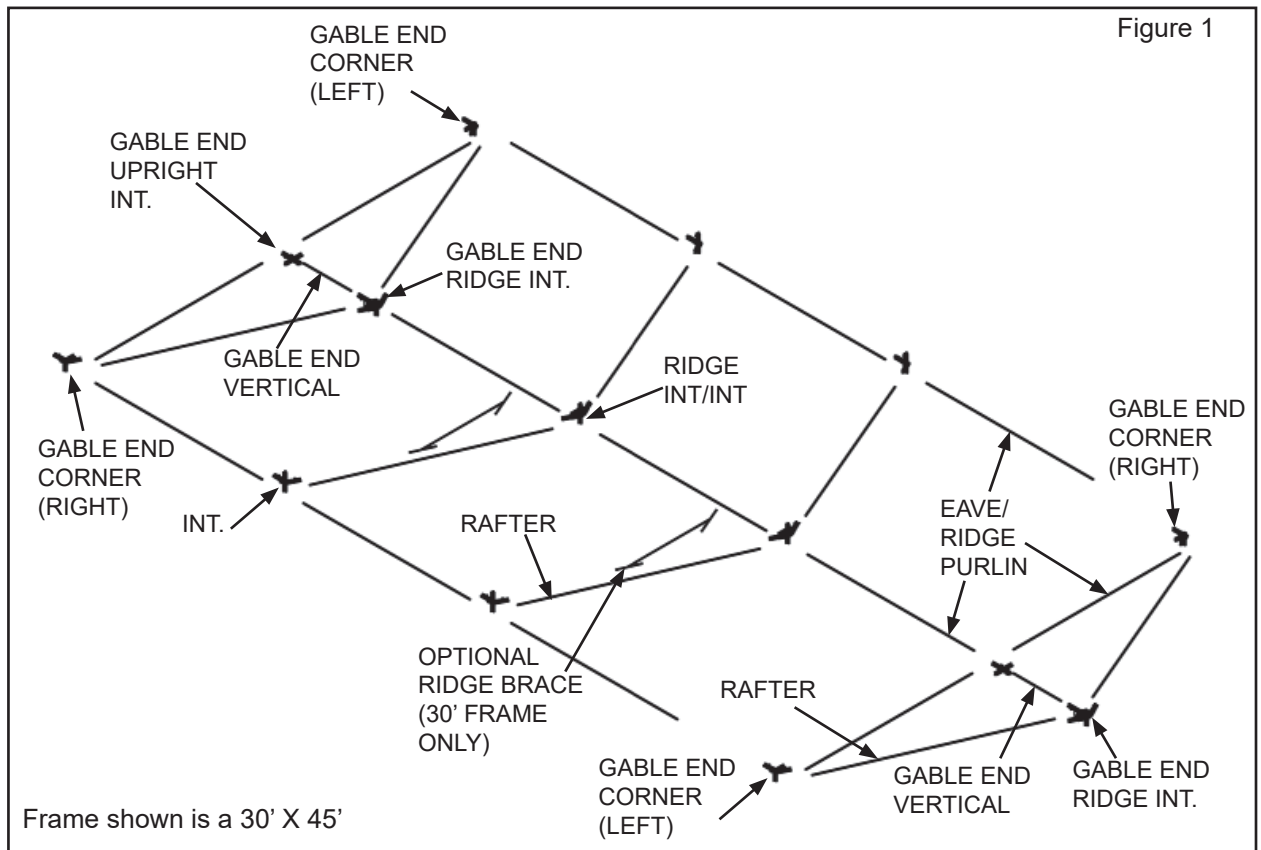 Figure 1
GABLE END
CORNER
(LEFT)
GABLE END
UPRIGHT
INT.
GABLE END
RIDGE INT.
GABLE END
VERTICAL
RIDGE
INT/INT
GABLE END
CORNER
(RIGHT)
GABLE END
CORNER
(RIGHT)
INT.
RAFTER
EAVE/
RIDGE
PURLIN
OPTIONAL
RIDGE BRACE
(30’ FRAME
ONLY)
RAFTER
GABLE END
CORNER
(LEFT)
GABLE END
VERTICAL
GABLE END
RIDGE INT.
Frame shown is a 30’ X 45’